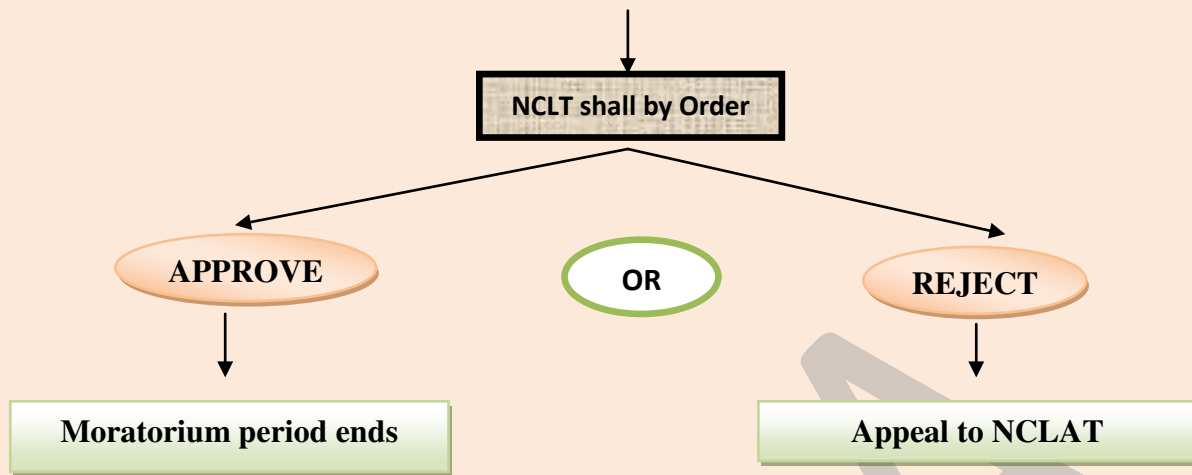 NCLT shall by Order
APPROVE
OR
REJECT
Moratorium period ends
Appeal to NCLAT